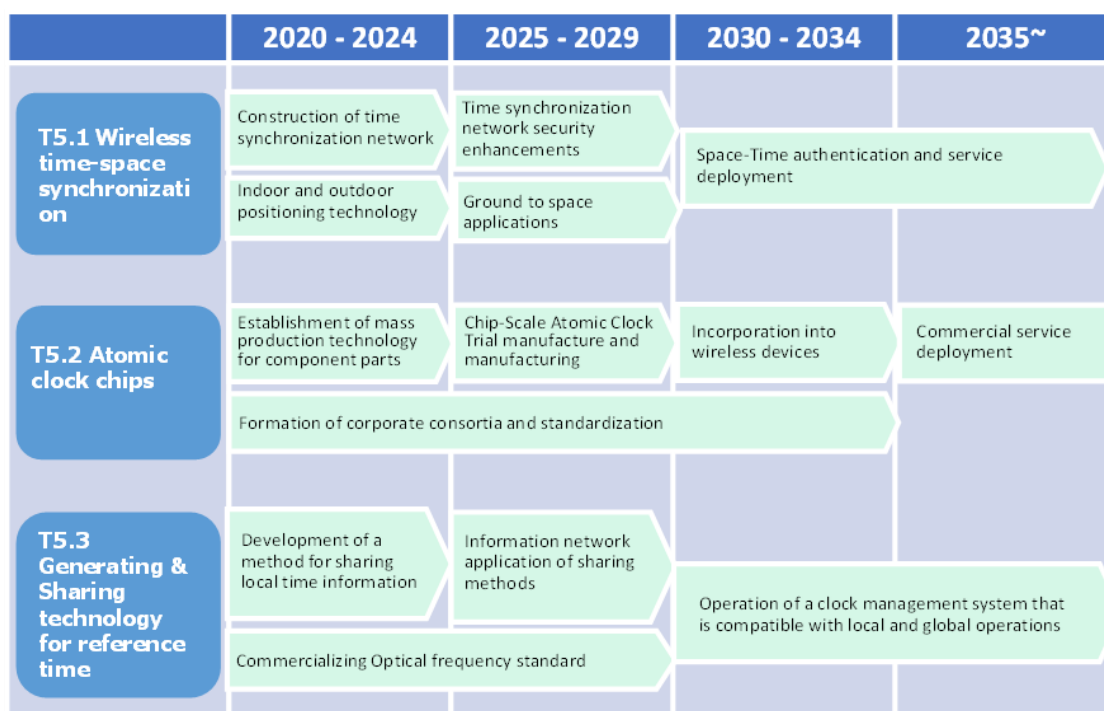 2020 - 2024
2025 - 2029
2030 - 2034
2035~
T5.1 Wireless
time-space
synchronizati
on
Construction of time
synchronization network
Time synchronization
network security
enhancements
Space-Time authentication and service
deployment
Indoor and outdoor
positioning technology
Ground to space
applications
T5.2 Atomic
clock chips
Establishment of mass
production technology
for component parts
Chip-Scale Atomic Clock
Trial manufacture and
manufacturing
Incorporation into
wireless devices
Commercial service
deployment
Formation of corporate consortia and standardization
T5.3
Generating &
Sharing
technology
for reference
time
Development of a
method for sharing
local time information
Information network
application of sharing
methods
Operation of a clock management system that
is compatible with local and global operations
Commercializing Optical frequency standard